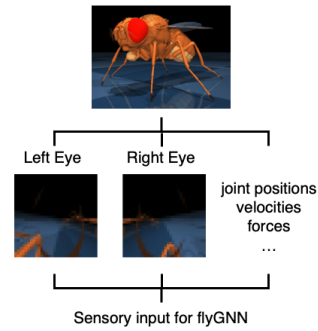 Left Eye
Right Eye
joint positions
velocities
forces
...
Sensory input for flyGNN